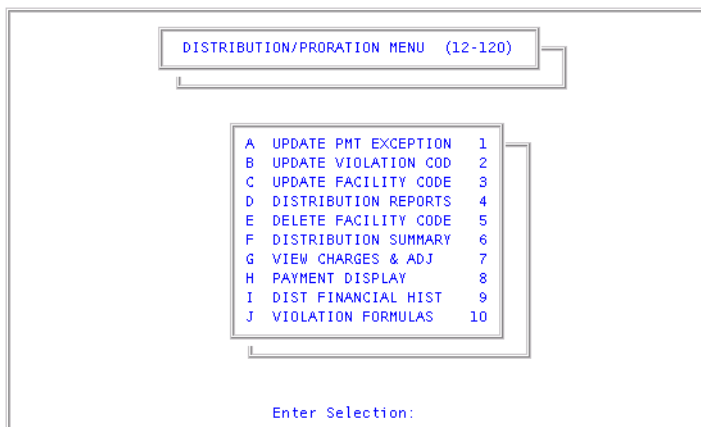 DISTRIBUTION/PRORATION MENU (12-120)
A UPDATE PMT EXCEPTION 1
B UPDATE VIOLATION COD 2
C UPDATE FACILITY CODE 3
D DISTRIBUTION REPORTS 4
E DELETE FACILITY CODE 5
F DISTRIBUTION SUMMARY 6
G VIEW CHARGES & ADJ 7
H PAYMENT DISPLAY 8
I DIST FINANCIAL HIST 9
J VIOLATION FORMULAS 10
Enter Selection: